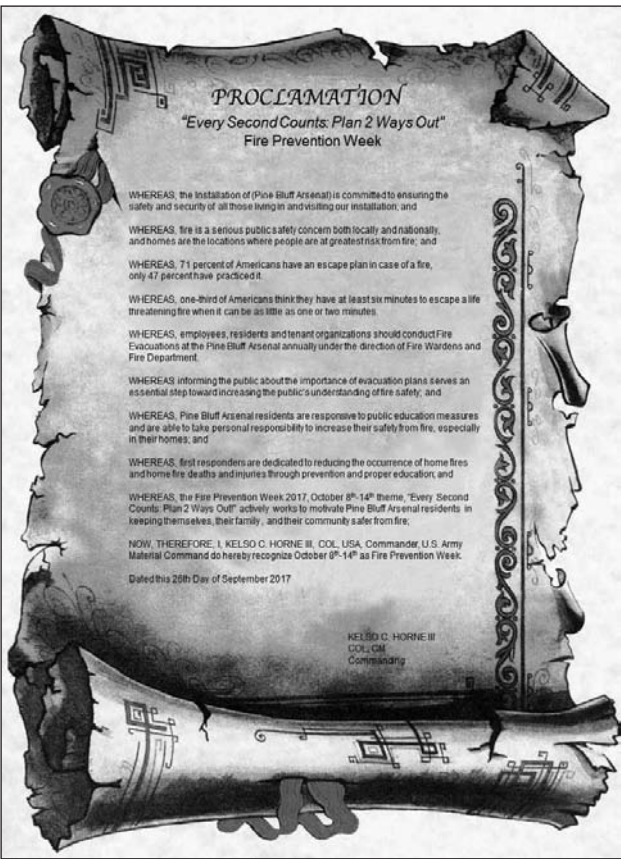 PROCLAMATION
"Every Second Counts: Plan 2 Ways Out"
Fire Prevention Week
WHEREAS, the Installation of (Pine Bluff Arsenal) is committed to ensuring the
safety and security of all those living in and visiting our installation; and
WHEREAS, fire is a serious public safety concern both locally and nationally,
and homes are the locations where people are at greatest risk from fire; and
WHEREAS, 71 percent of Americans have an escape plan in case of a fire,
only 47 percent have practiced it.
WHEREAS, one-third of Americans think they have at least six minutes to escape a life
threatening fire when it can be as little as one or two minutes.
WHEREAS, employees, residents and tenant organizations should conduct Fire
Evacuations at the Pine Bluff Arsenal annually under the direction of Fire Wardens and
Fire Department.
WHEREAS informing the public about the importance of evacuation plans serves an
essential step toward increasing the public's understanding of fire safety; and
WHEREAS, Pine Bluff Arsenal residents are responsive to public education measures
and are able to take personal responsibility to increase their safety from fire, especially
in their homes; and
WHEREAS, first responders are dedicated to reducing the occurrence of home fires
and home fire deaths and injuries through prevention and proper education; and
WHEREAS, the Fire Prevention Week 2017, October 8th-14th theme, "Every Second
Counts: Plan 2 Ways Out!" actively works to motivate Pine Bluff Arsenal residents in
keeping themselves, their family, and their community safer from fire;
NOW, THEREFORE, I, KELSO C. HORNE III, COL, USA, Commander, U.S. Army
Material Command do hereby recognize October 8th-14th as Fire Prevention Week.
Dated this 26th Day of September 2017
KELSO C. HORNE III
COL, CM
Commanding